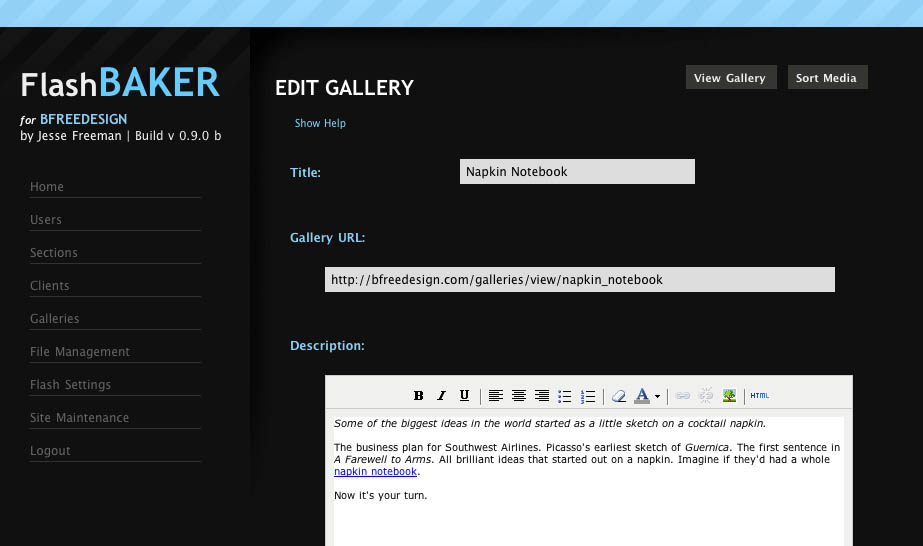 FlashBAKER
for BFREEDESIGN
by Jesse Freeman | Build v 0.9.0 b
Home
Users
Sections
Clients
Galleries
File Management
Flash Settings
Site Maintenance
Logout
EDIT GALLERY
View Gallery
Sort Media
Show Help
Title:
Napkin Notebook
Gallery URL:
http://bfreedesign.com/galleries/view/napkin_notebook
Description:
B I U A HTML
Some of the biggest ideas in the world started as a little sketch on a cocktail napkin.
The business plan for Southwest Airlines. Picasso's earliest sketch of Guernica. The first sentence in
A Farewell to Arms. All brilliant ideas that started out on a napkin. Imagine if they'd had a whole
napkin notebook.
Now it's your turn.